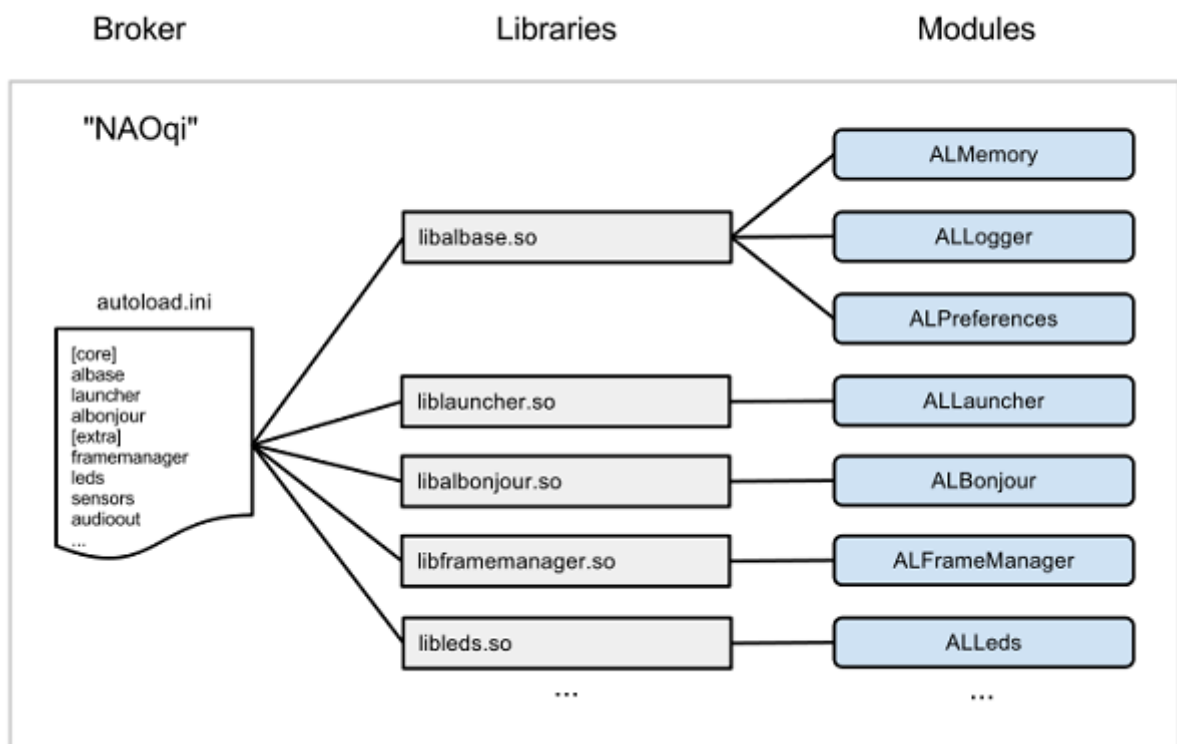 Broker
Libraries
Modules
"NAOqi"
autoload.ini
[core]
albase
launcher
albonjour
[extra]
framemanager
leds
sensors
audioout
...
libalbase.so
liblauncher.so
libalbonjour.so
libframemanager.so
libleds.so
...
ALMemory
ALLogger
ALPreferences
ALLauncher
ALBonjour
ALFrameManager
ALLeds
...